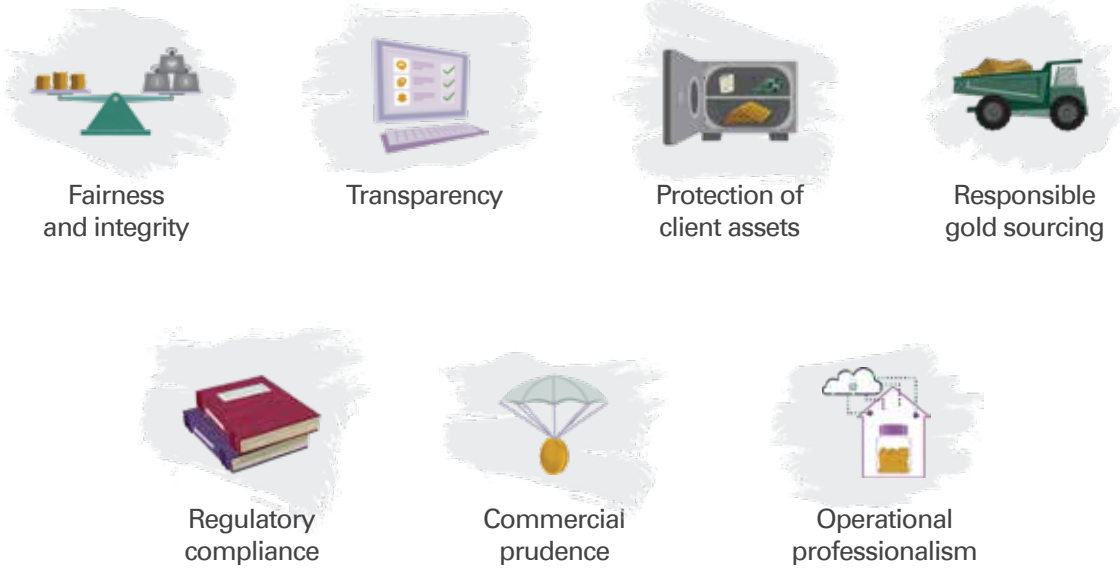 Fairness
and integrity
Transparency
Protection of
client assets
Responsible
gold sourcing
Regulatory
compliance
Commercial
prudence
Operational
professionalism